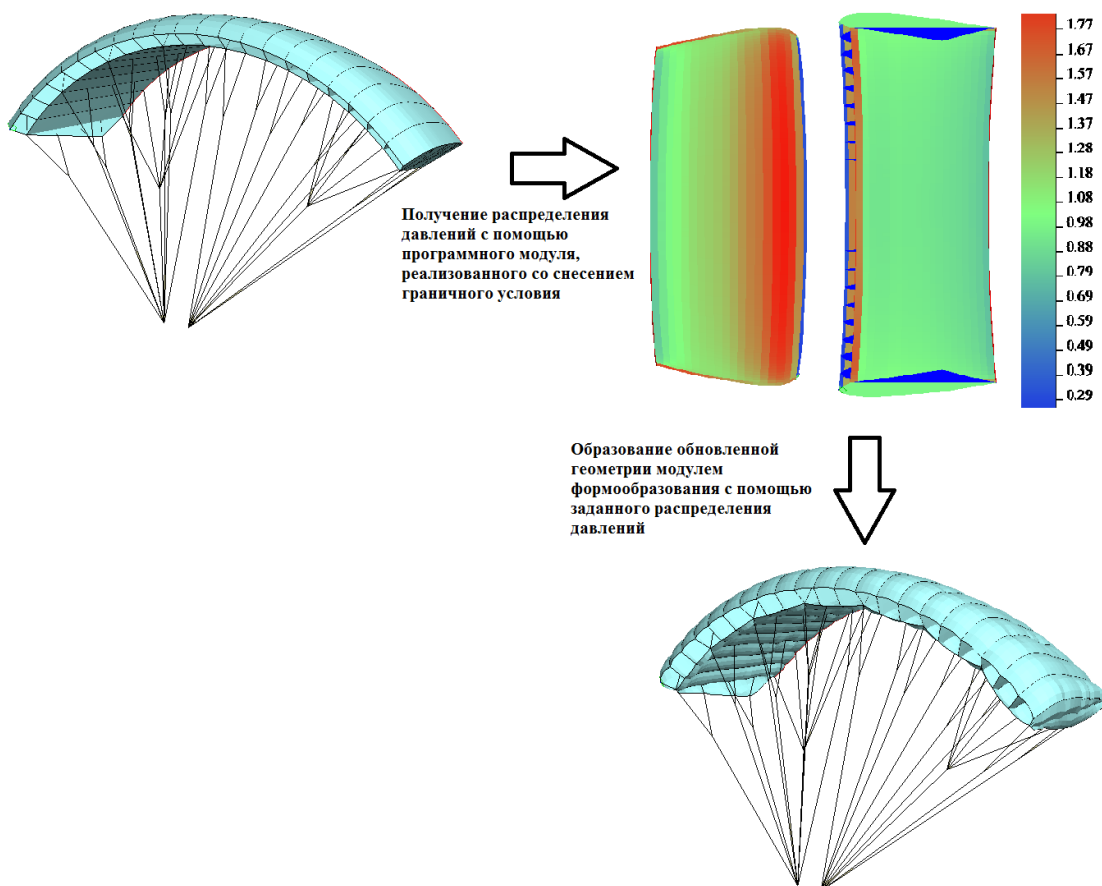 1.77
1.67
1.57
1.47
1.37
1.28
1.18
1.08
0.98
0.88
0.79
0.69
0.59
0.49
0.39
0.29
Получение распределения
давлений с помощью
программного модуля,
реализованного со снесением
граничного условия
Образование обновленной
геометрии модулем
формообразования с помощью
заданного распределения
давлений